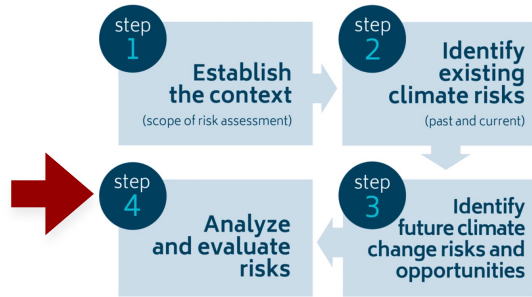 step
1
Establish
the context
(scope of risk assessment)
step
2
Identify
existing
climate risks
(past and current)
step
3
Identify
future climate
change risks and
opportunities
step
4
Analyze
and evaluate
risks